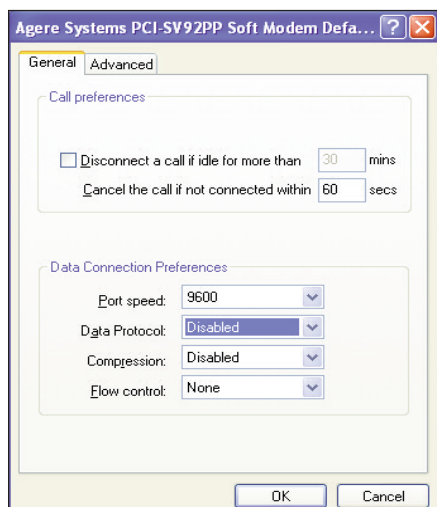 Agere Systems PCI-SV92PP Soft Modem Defa...
General Advanced
Call preferences
Disconnect a call if idle for more than 30 mins
Cancel the call if not connected within 60 secs
Data Connection Preferences
Port speed: 9600
Data Protocol: Disabled
Compression: Disabled
Flow control: None
OK Cancel